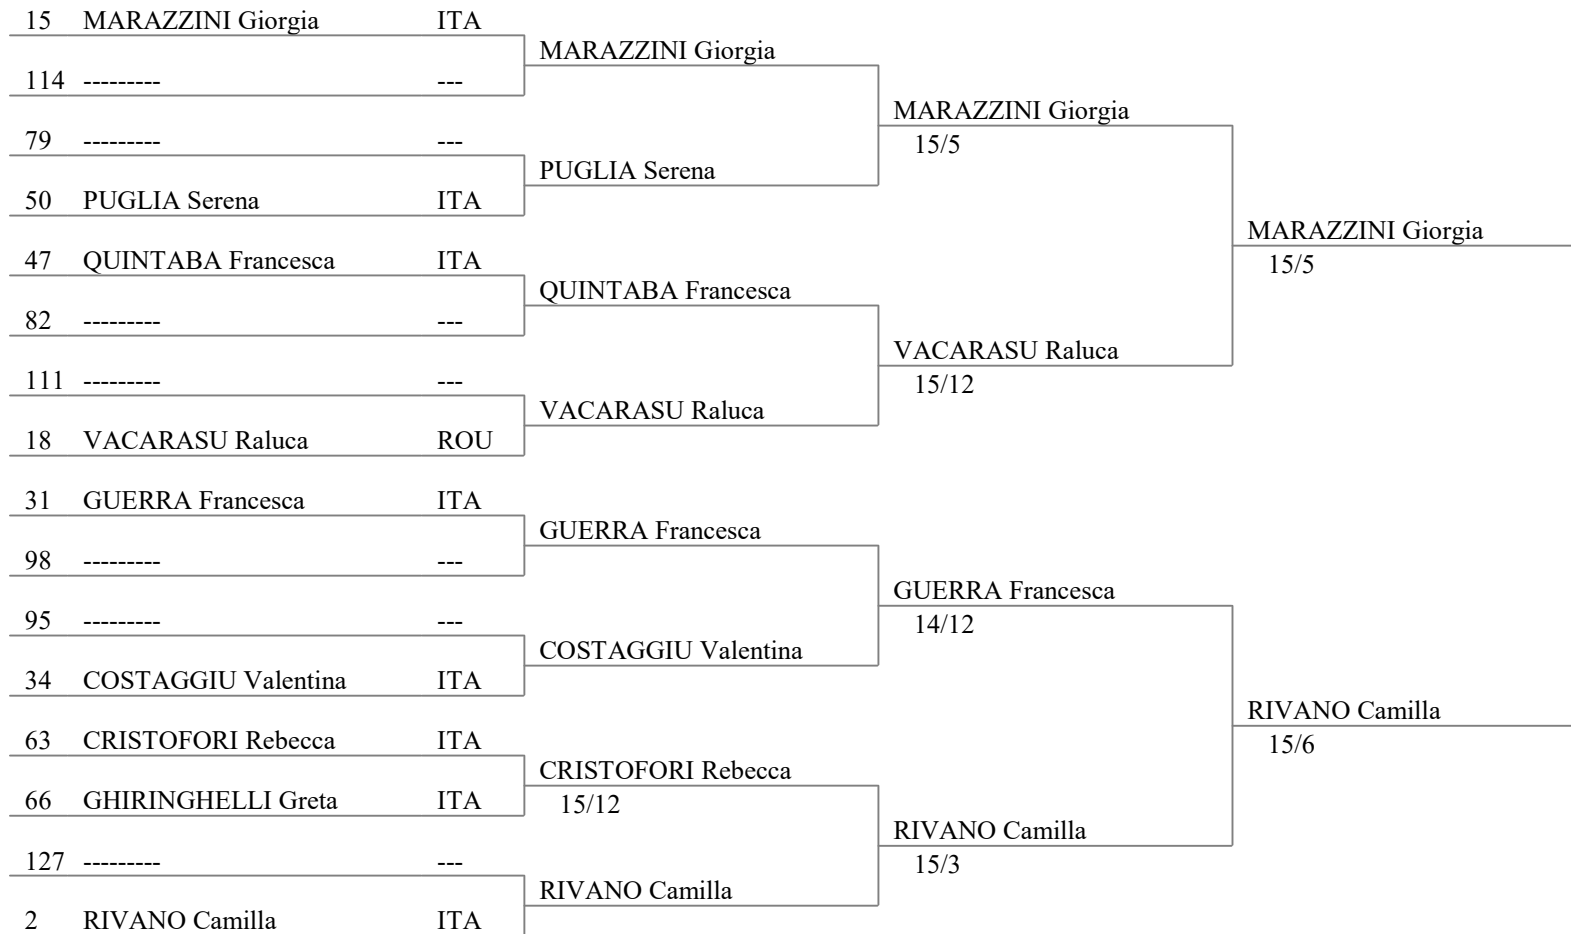 15 MARAZZINI Giorgia ITA
MARAZZINI Giorgia
114 --------- ---
MARAZZINI Giorgia
79 --------- ---
15/5
PUGLIA Serena
50 PUGLIA Serena ITA
MARAZZINI Giorgia
47 QUINTABA Francesca ITA
15/5
QUINTABA Francesca
82 --------- ---
VACARASU Raluca
111 --------- ---
15/12
VACARASU Raluca
18 VACARASU Raluca ROU
31 GUERRA Francesca ITA
GUERRA Francesca
98 --------- ---
GUERRA Francesca
95 --------- ---
14/12
COSTAGGIU Valentina
34 COSTAGGIU Valentina ITA
RIVANO Camilla
63 CRISTOFORI Rebecca ITA
15/6
CRISTOFORI Rebecca
66 GHIRINGHELLI Greta ITA
15/12
RIVANO Camilla
127 --------- ---
15/3
RIVANO Camilla
2 RIVANO Camilla ITA